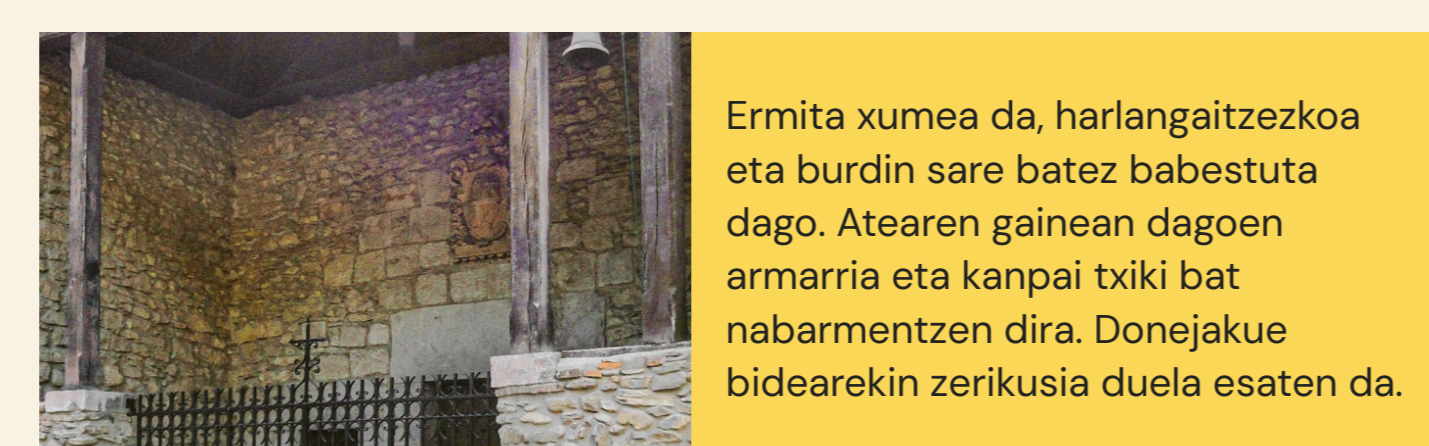 Ermita xumea da, harlangaitzezkoa
eta burdin sare batez babestuta
dago. Atearen gainean dagoen
armarria eta kanpai txiki bat
nabarmentzen dira. Donejakue
bidearekin zerikusia duela esaten da.